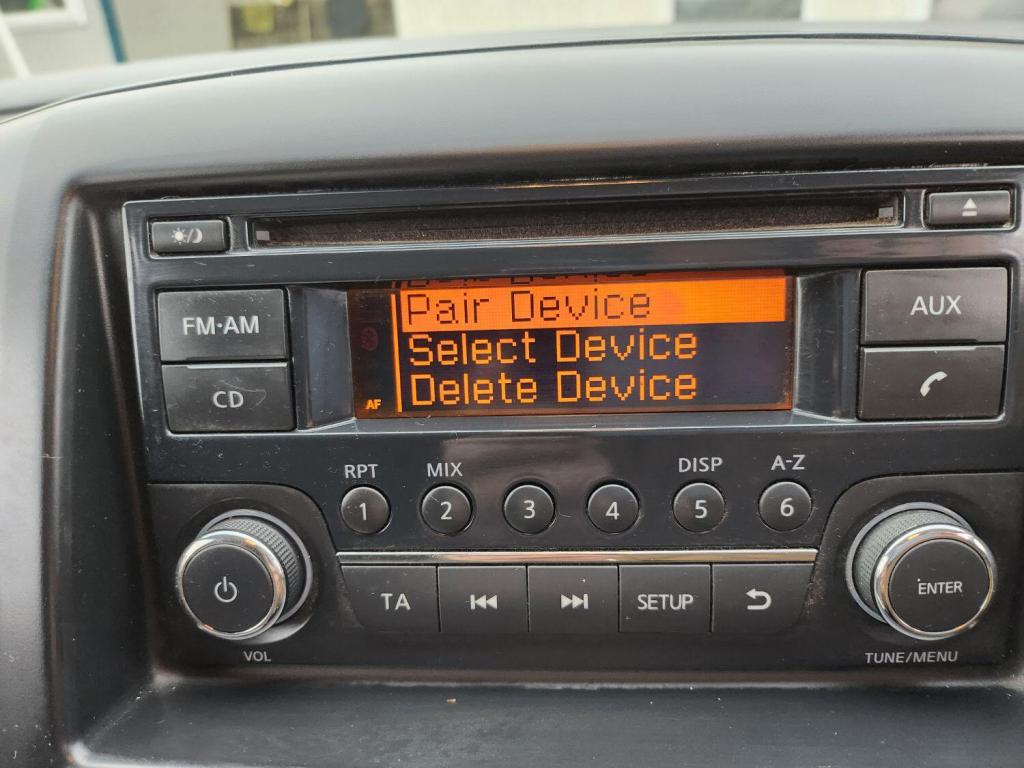 FM·AM
CD
Pair Device
Select Device
Delete Device
AF
AUX
RPT
MIX
DISP
A-Z
1
2
3
4
5
6
TA
SETUP
ENTER
VOL
TUNE/MENU